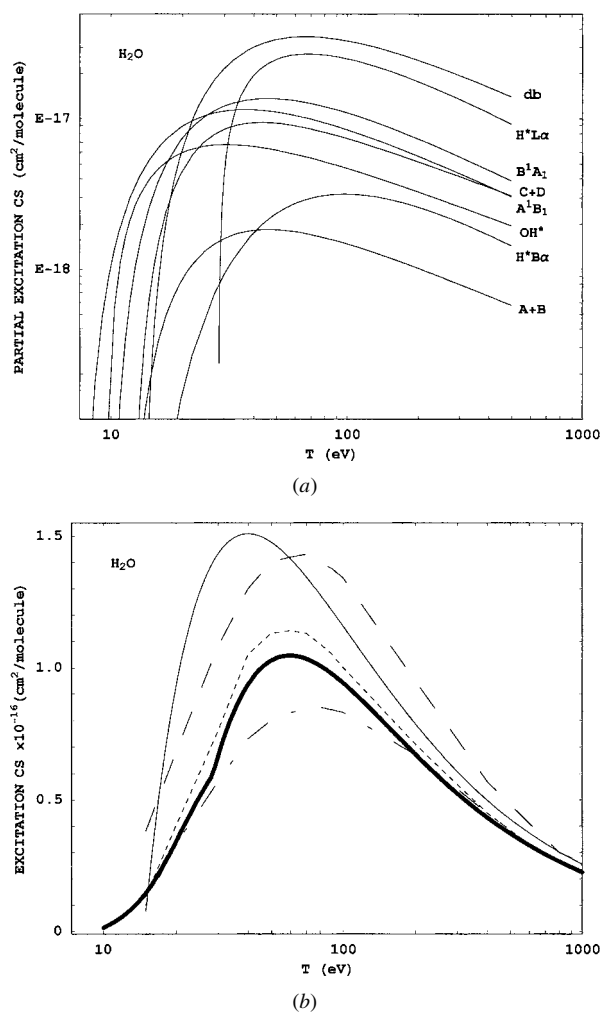 H₂O
PARTIAL EXCITATION CS (cm²/molecule)
E-17
E-18
db
H*Lα
B¹A₁
C+D
A¹B₁
OH*
H*Bα
A+B
10
100
1000
T (eV)
(a)
H₂O
EXCITATION CS ×10⁻¹⁶(cm²/molecule)
1.5
1.0
0.5
0
10
100
1000
T (eV)
(b)